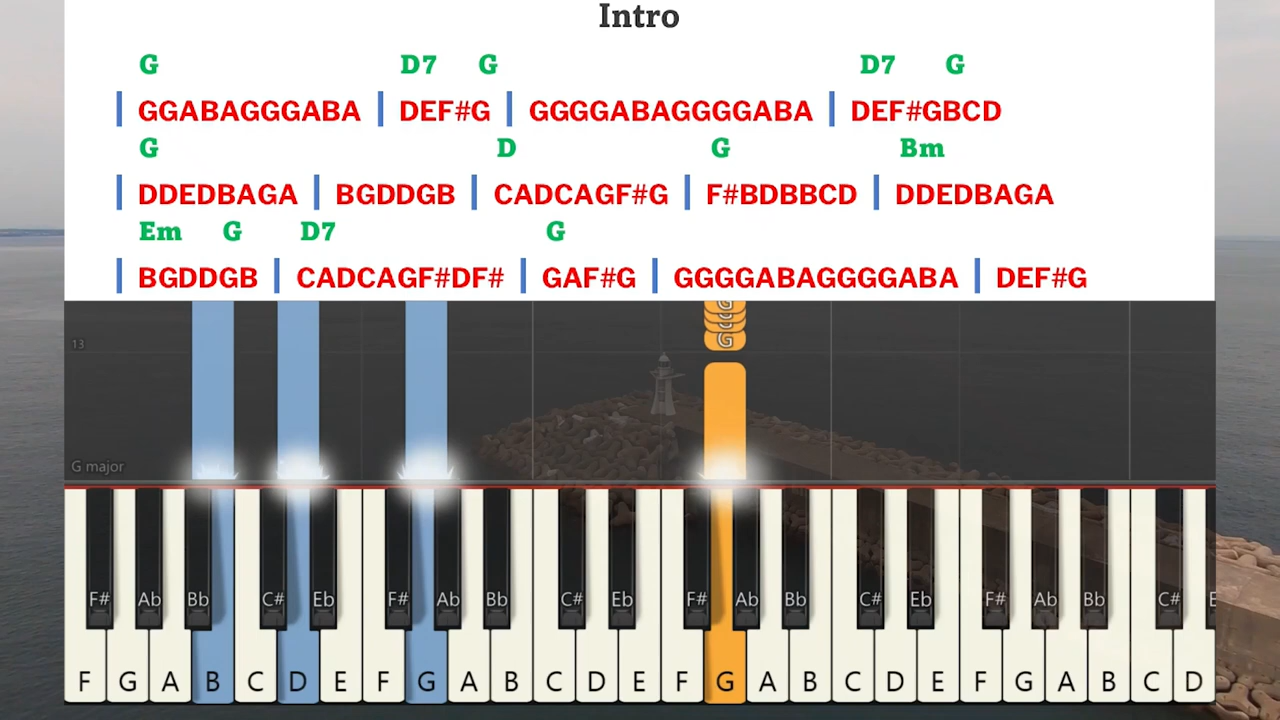 Intro
G D7 G D7 G
| GGABAGGGABA | DEF#G | GGGGABAGGGGABA | DEF#GBCD
G D G Bm
| DDEDBAGA | BGDDGB | CADCAGF#G | F#BDBBCD | DDEDBAGA
Em G D7 G
| BGDDGB | CADCAGF#DF# | GAF#G | GGGGABAGGGGABA | DEF#G
G
G
G
G
13
G major
F# Ab Bb C# Eb F# Ab Bb C# Eb F# Ab Bb C# Eb F# Ab Bb C# E
F G A B C D E F G A B C D E F G A B C D E F G A B C D